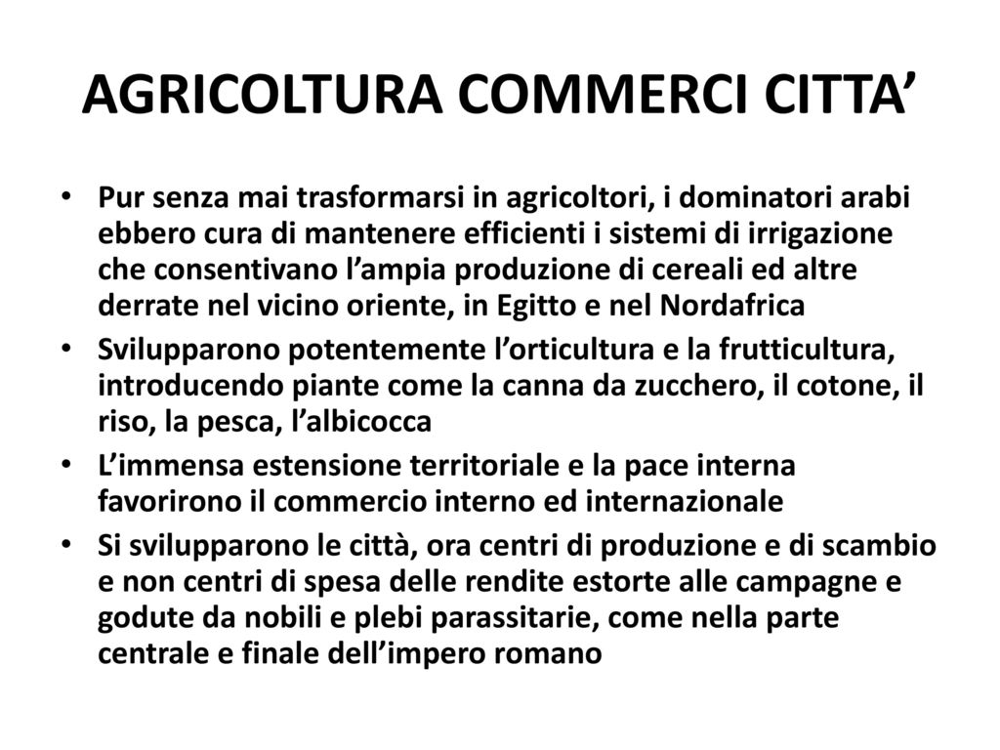 AGRICOLTURA COMMERCI CITTA’
• Pur senza mai trasformarsi in agricoltori, i dominatori arabi
ebbero cura di mantenere efficienti i sistemi di irrigazione
che consentivano l’ampia produzione di cereali ed altre
derrate nel vicino oriente, in Egitto e nel Nordafrica
• Svilupparono potentemente l’orticultura e la frutticultura,
introducendo piante come la canna da zucchero, il cotone, il
riso, la pesca, l’albicocca
• L’immensa estensione territoriale e la pace interna
favorirono il commercio interno ed internazionale
• Si svilupparono le città, ora centri di produzione e di scambio
e non centri di spesa delle rendite estorte alle campagne e
godute da nobili e plebi parassitarie, come nella parte
centrale e finale dell’impero romano